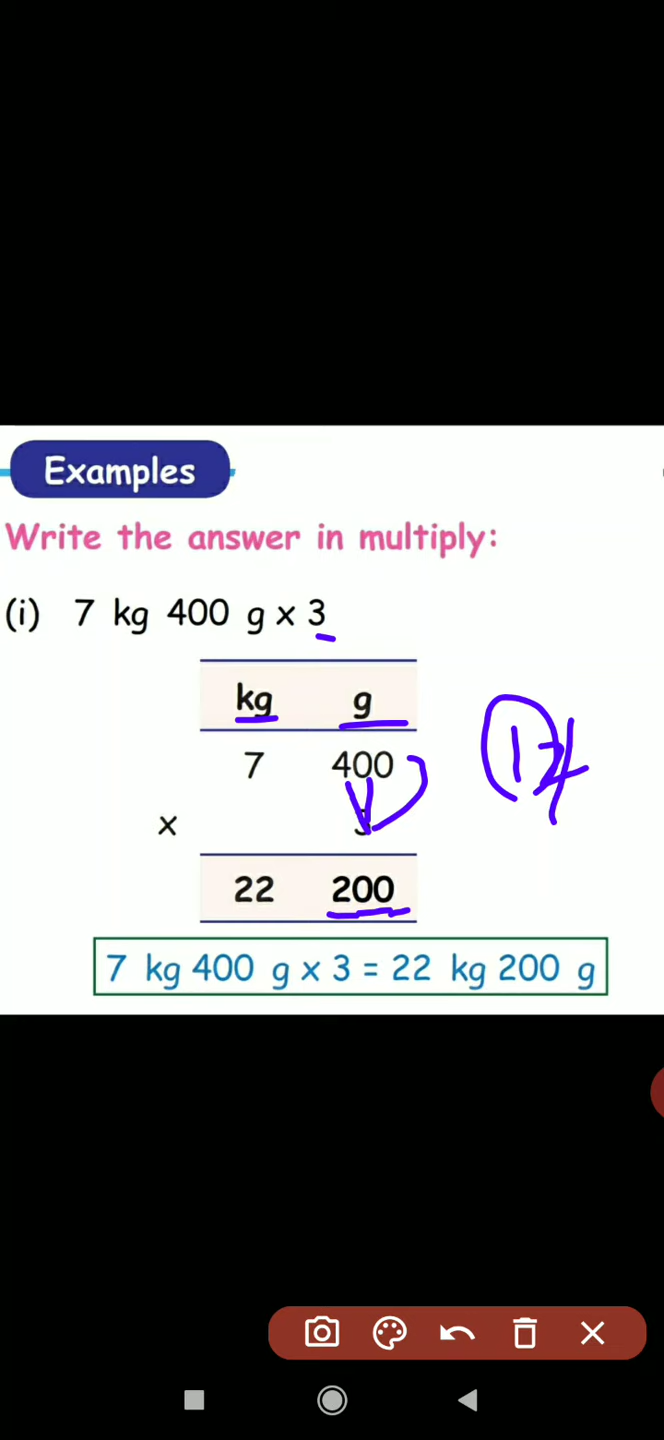 Examples
Write the answer in multiply:
(i) 7 kg 400 g x 3
kg g
7 400
x 3
22 200
7 kg 400 g x 3 = 22 kg 200 g